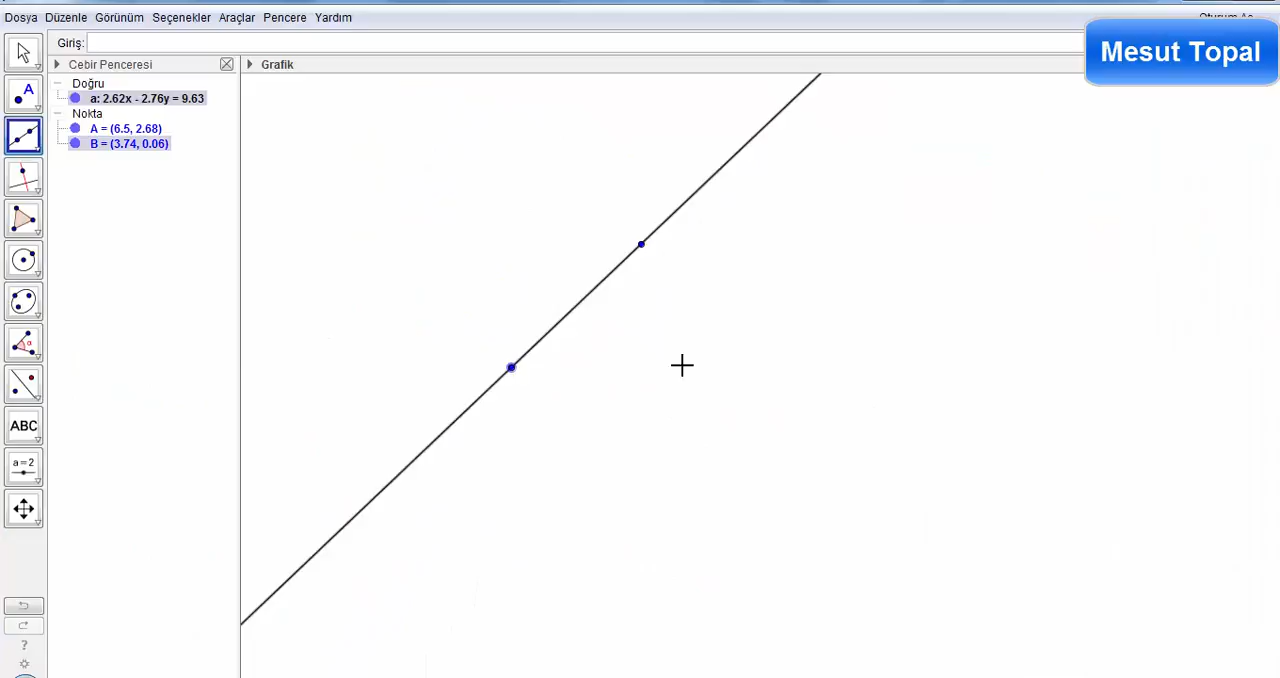 Dosya Düzenle Görünüm Seçenekler Araçlar Pencere Yardım
Mesut Topal
Giriş:
Cebir Penceresi
Grafik
Doğru
a: 2.62x - 2.76y = 9.63
Nokta
A = (6.5, 2.68)
B = (3.74, 0.06)
A
α
ABC
a=2
?